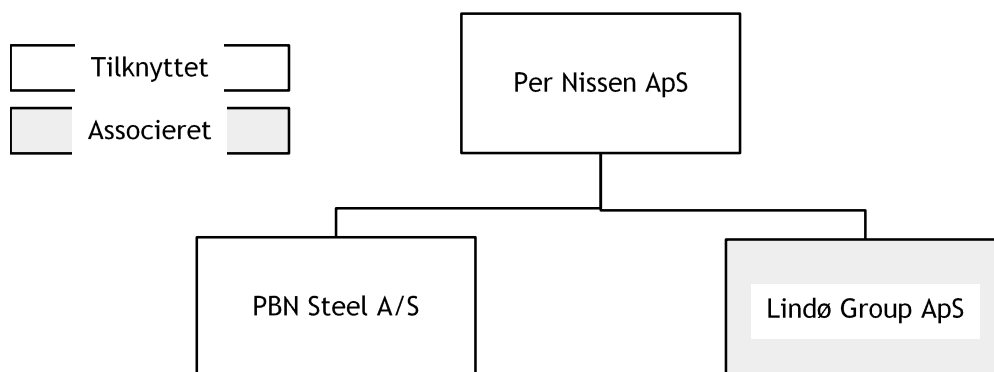 Tilknyttet
Associeret
Per Nissen ApS
PBN Steel A/S
Lindø Group ApS